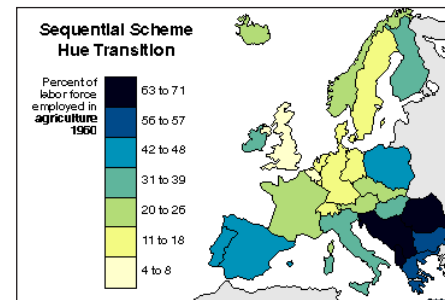 Sequential Scheme
Hue Transition
Percent of
labor force
employed in
agriculture
1960
63 to 71
56 to 57
42 to 48
31 to 39
20 to 26
11 to 18
4 to 8